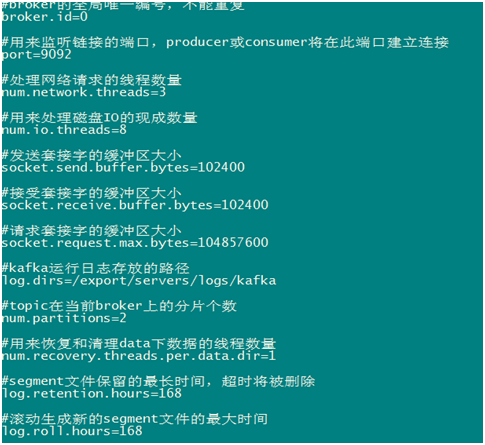 #broker的全局唯一编号，不能重复
broker.id=0
#用来监听链接的端口，producer或consumer将在此端口建立连接
port=9092
#处理网络请求的线程数量
num.network.threads=3
#用来处理磁盘IO的现成数量
num.io.threads=8
#发送套接字的缓冲区大小
socket.send.buffer.bytes=102400
#接受套接字的缓冲区大小
socket.receive.buffer.bytes=102400
#请求套接字的缓冲区大小
socket.request.max.bytes=104857600
#kafka运行日志存放的路径
log.dirs=/export/servers/logs/kafka
#topic在当前broker上的分片个数
num.partitions=2
#用来恢复和清理data下数据的线程数量
num.recovery.threads.per.data.dir=1
#segment文件保留的最长时间，超时将被删除
log.retention.hours=168
#滚动生成新的segment文件的最大时间
log.roll.hours=168